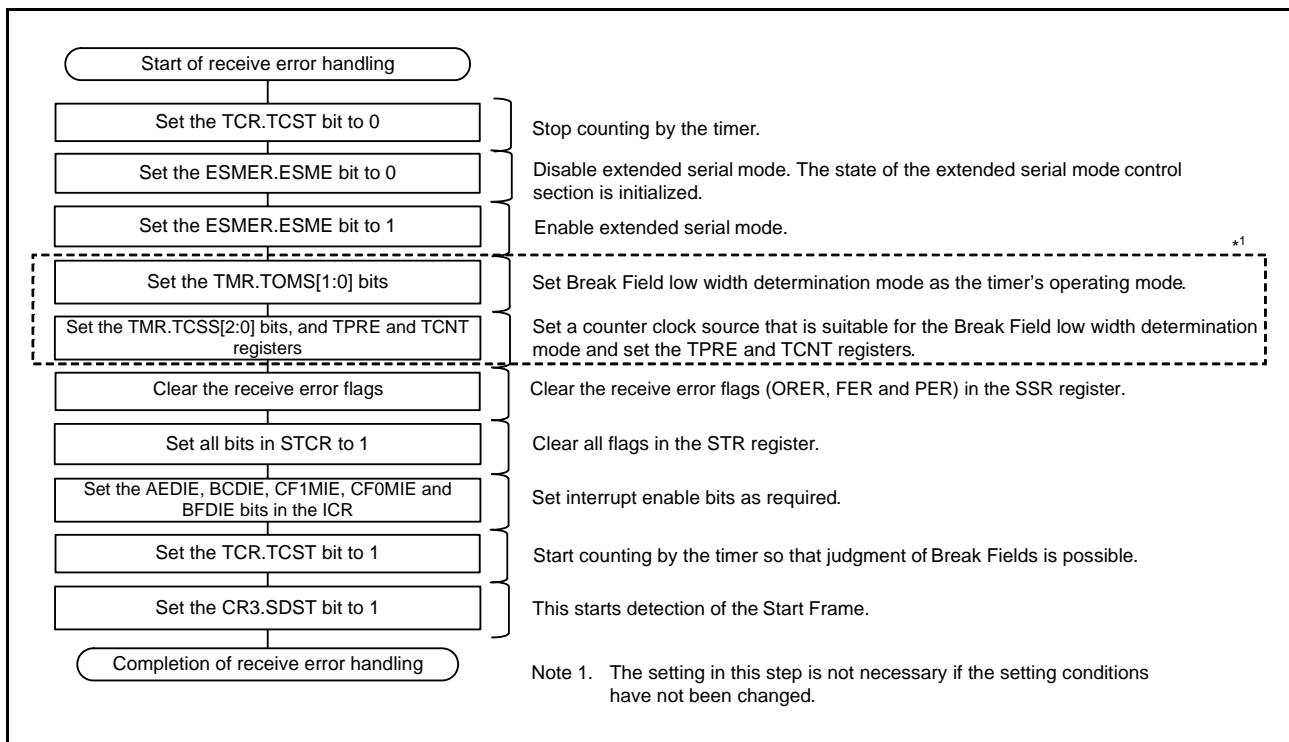 Start of receive error handling
Set the TCR.TCST bit to 0
Stop counting by the timer.
Set the ESMER.ESME bit to 0
Disable extended serial mode. The state of the extended serial mode control
section is initialized.
Set the ESMER.ESME bit to 1
Enable extended serial mode.
*1
Set the TMR.TOMS[1:0] bits
Set Break Field low width determination mode as the timer's operating mode.
Set the TMR.TCSS[2:0] bits, and TPRE and TCNT
registers
Set a counter clock source that is suitable for the Break Field low width determination
mode and set the TPRE and TCNT registers.
Clear the receive error flags
Clear the receive error flags (ORER, FER and PER) in the SSR register.
Set all bits in STCR to 1
Clear all flags in the STR register.
Set the AEDIE, BCDIE, CF1MIE, CF0MIE and
BFDIE bits in the ICR
Set interrupt enable bits as required.
Set the TCR.TCST bit to 1
Start counting by the timer so that judgment of Break Fields is possible.
Set the CR3.SDST bit to 1
This starts detection of the Start Frame.
Completion of receive error handling
Note 1. The setting in this step is not necessary if the setting conditions
have not been changed.